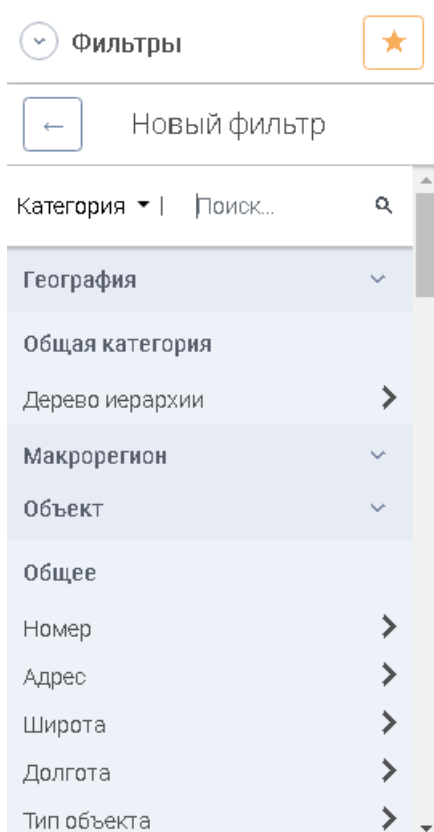 Фильтры
Новый фильтр
Категория | Поиск...
География
Общая категория
Дерево иерархии
Макрорегион
Объект
Общее
Номер
Адрес
Широта
Долгота
Тип объекта